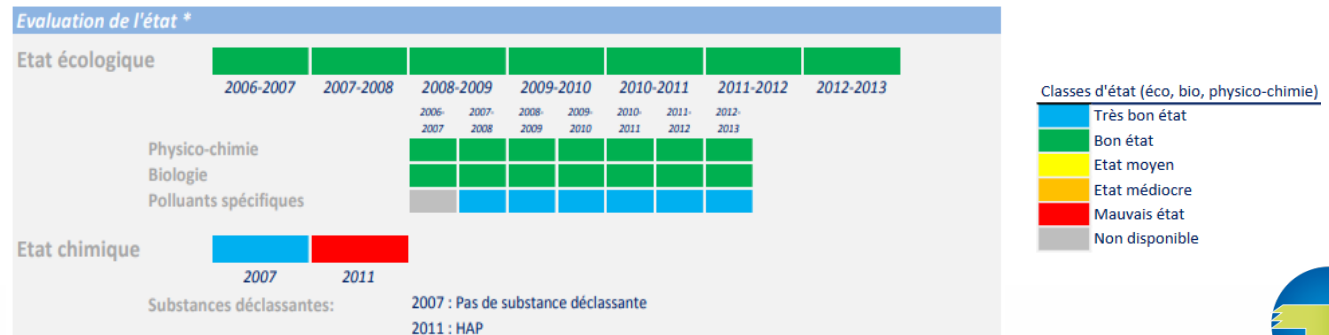 Evaluation de l'état *
Etat écologique
2006-2007 2007-2008 2008-2009 2009-2010 2010-2011 2011-2012 2012-2013
2006- 2007- 2008- 2009- 2010- 2011- 2012-
2007 2008 2009 2010 2011 2012 2013
Physico-chimie
Biologie
Polluants spécifiques
Etat chimique
2007 2011
Substances déclassantes: 2007 : Pas de substance déclassante
2011 : HAP
Classes d'état (éco, bio, physico-chimie)
Très bon état
Bon état
Etat moyen
Etat médiocre
Mauvais état
Non disponible